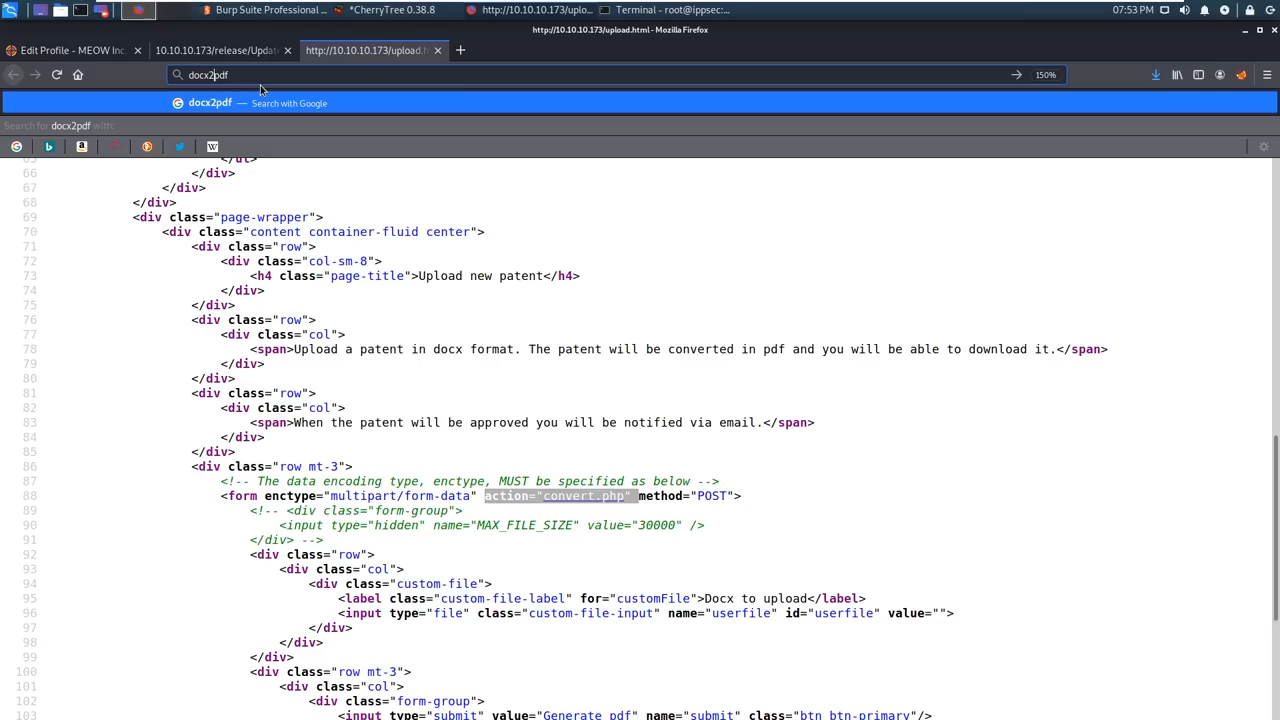 Burp Suite Professional ...
*CherryTree 0.38.8
http://10.10.10.173/uplo...
Terminal - root@ippsec:...
07:53 PM
http://10.10.10.173/upload.html - Mozilla Firefox
Edit Profile - MEOW Inc.
10.10.10.173/release/Updat
http://10.10.10.173/upload.h
docx2pdf
150%
docx2pdf — Search with Google
Search for docx2pdf with:
65 </ul>
66 </div>
67 </div>
68 </div>
69 <div class="page-wrapper">
70 <div class="content container-fluid center">
71 <div class="row">
72 <div class="col-sm-8">
73 <h4 class="page-title">Upload new patent</h4>
74 </div>
75 </div>
76 <div class="row">
77 <div class="col">
78 <span>Upload a patent in docx format. The patent will be converted in pdf and you will be able to download it.</span>
79 </div>
80 </div>
81 <div class="row">
82 <div class="col">
83 <span>When the patent will be approved you will be notified via email.</span>
84 </div>
85 </div>
86 <div class="row mt-3">
87 <!-- The data encoding type, enctype, MUST be specified as below -->
88 <form enctype="multipart/form-data" action="convert.php" method="POST">
89 <!-- <div class="form-group">
90 <input type="hidden" name="MAX_FILE_SIZE" value="30000" />
91 </div> -->
92 <div class="row">
93 <div class="col">
94 <div class="custom-file">
95 <label class="custom-file-label" for="customFile">Docx to upload</label>
96 <input type="file" class="custom-file-input" name="userfile" id="userfile" value="">
97 </div>
98 </div>
99 </div>
100 <div class="row mt-3">
101 <div class="col">
102 <div class="form-group">
103 <input type="submit" value="Generate pdf" name="submit" class="btn btn-primary"/>